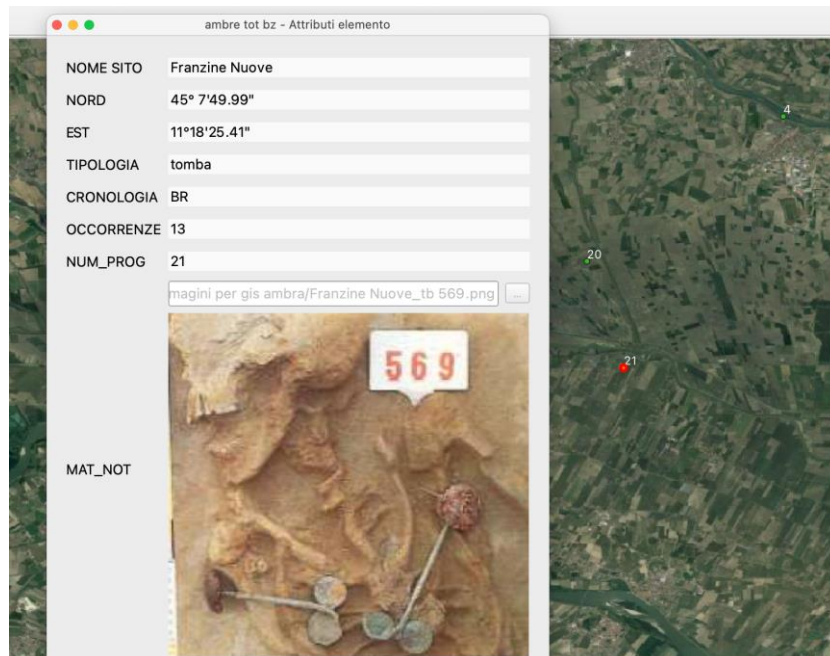 ambre tot bz - Attributi elemento
NOME SITO Franzine Nuove
NORD 45° 7'49.99"
EST 11°18'25.41"
TIPOLOGIA tomba
CRONOLOGIA BR
OCCORRENZE 13
NUM_PROG 21
magini per gis ambra/Franzine Nuove_tb 569.png ...
569
MAT_NOT
4
20
21